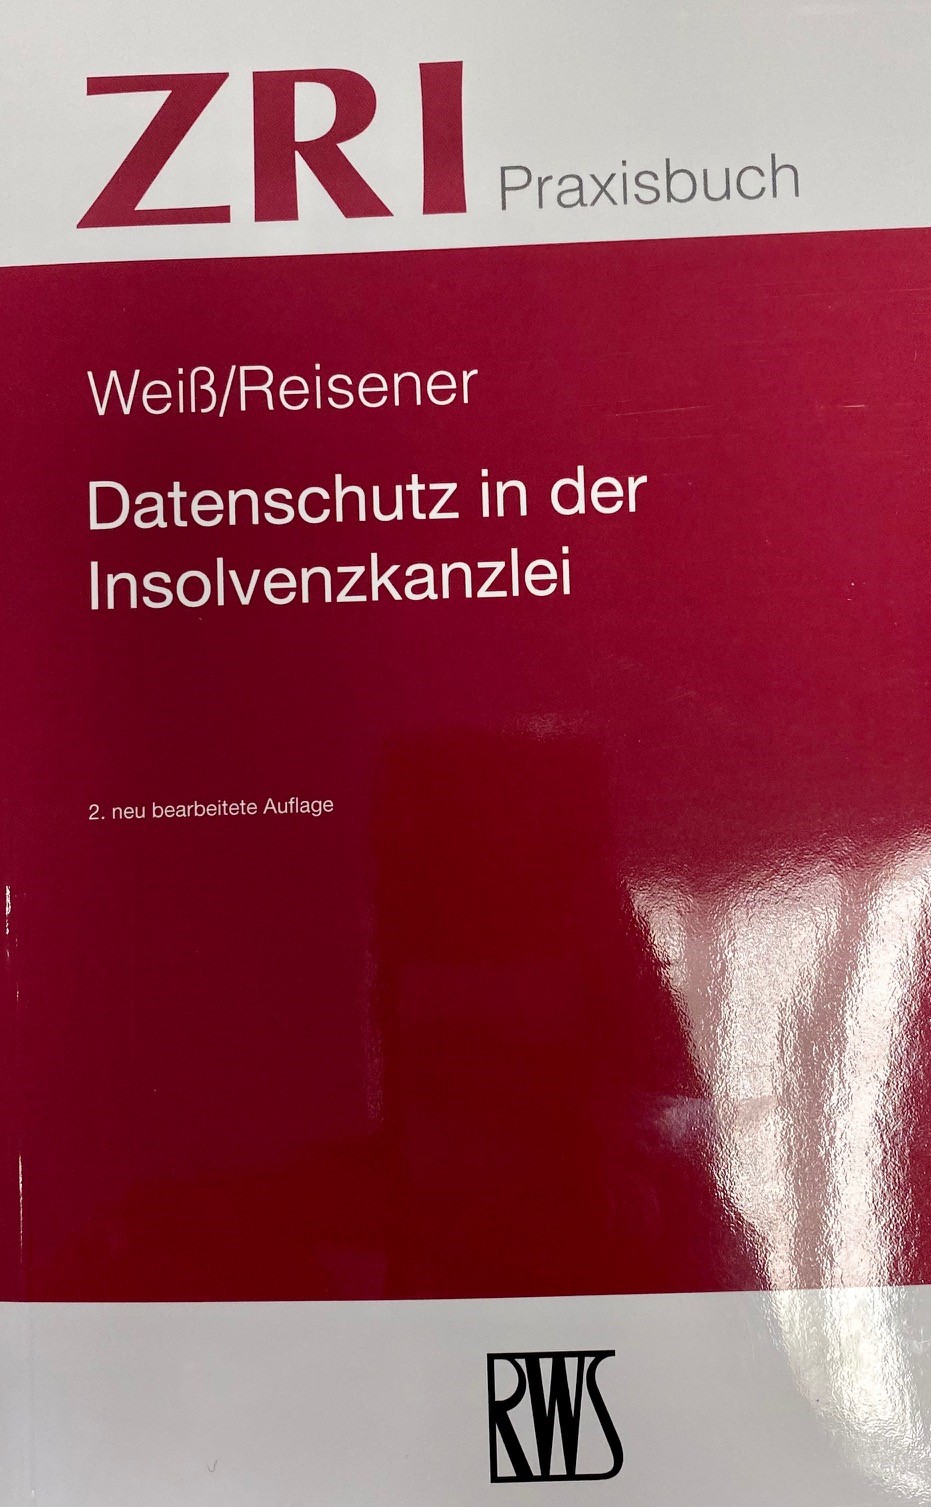 ZRI Praxisbuch
Weiß/Reisener
Datenschutz in der
Insolvenzkanzlei
2. neu bearbeitete Auflage
RWS